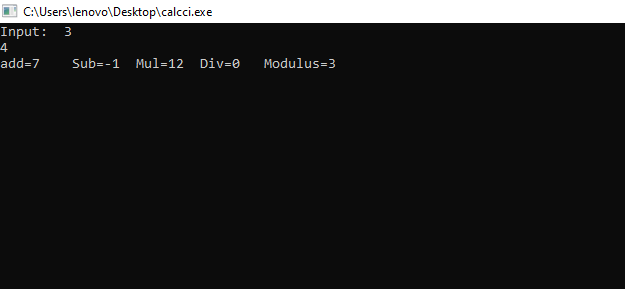 C:\Users\lenovo\Desktop\calcci.exe
Input:  3
4
add=7    Sub=-1  Mul=12  Div=0   Modulus=3